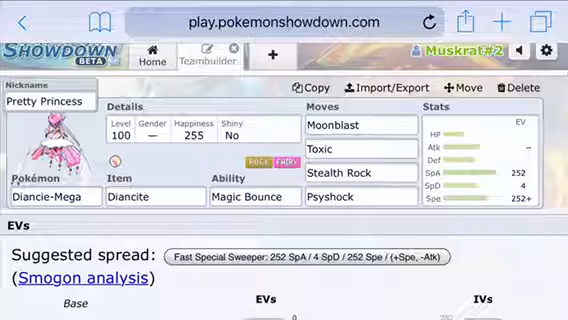 play.pokemonshowdown.com
SHOWDOWN
BETA
Home
Teambuilder
+
Muskrat#2
Nickname
Pretty Princess
Copy Import/Export Move Delete
Details
Level Gender Happiness Shiny
100 — 255 No
ROCK FAIRY
Pokémon
Diancie-Mega
Item
Diancite
Ability
Magic Bounce
Moves
Moonblast
Toxic
Stealth Rock
Psyshock
Stats
EV
HP
Atk --
Def
SpA 252
SpD 4
Spe 252+
EVs
Suggested spread: Fast Special Sweeper: 252 SpA / 4 SpD / 252 Spe / (+Spe, -Atk)
(Smogon analysis)
Base EVs IVs
0
252